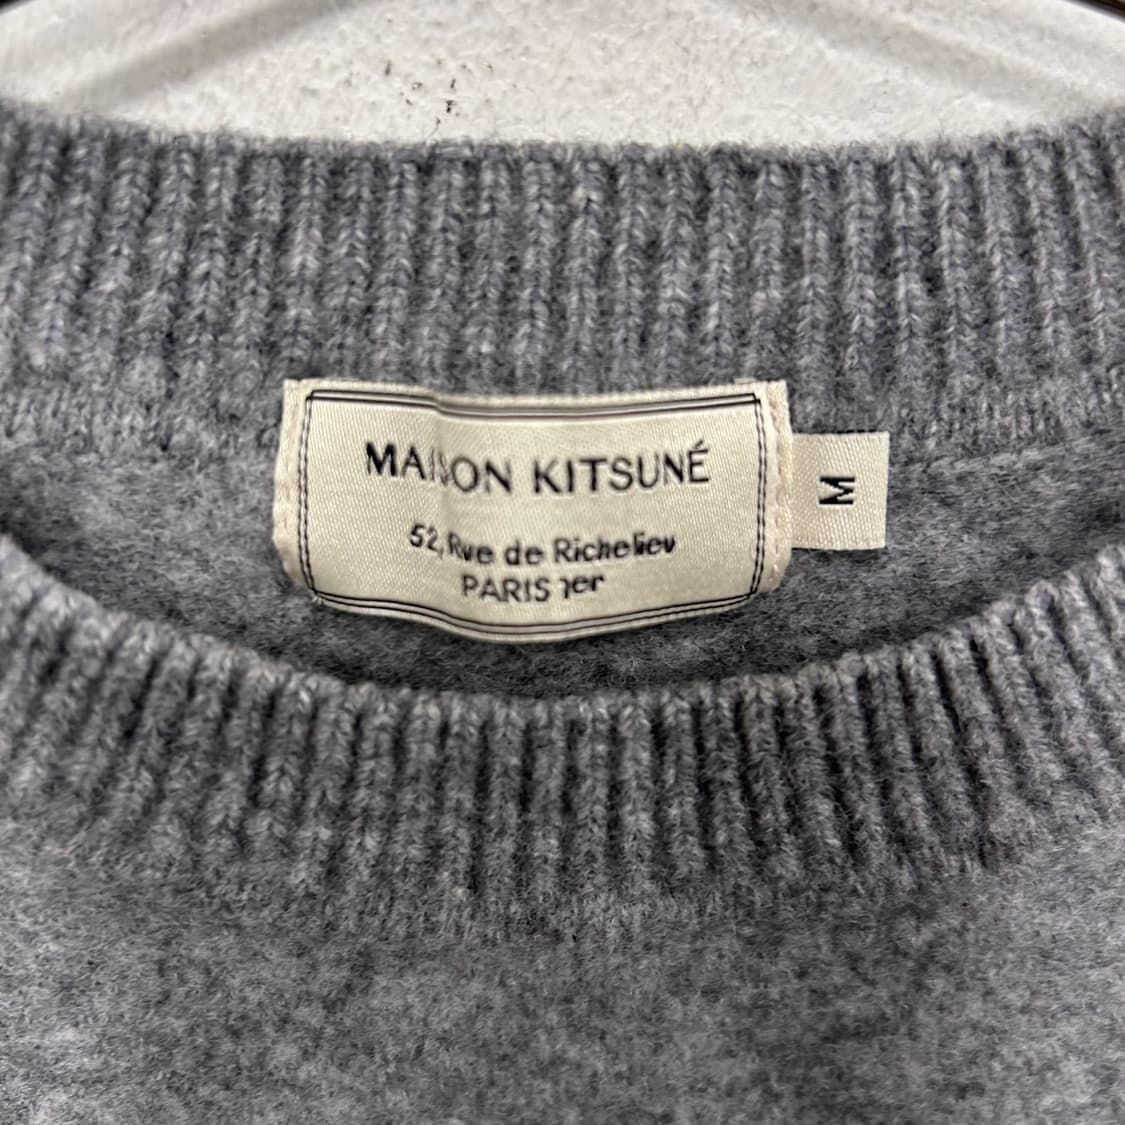 MAISON KITSUNÉ
52, Rue de Richelieu
PARIS 1er
M